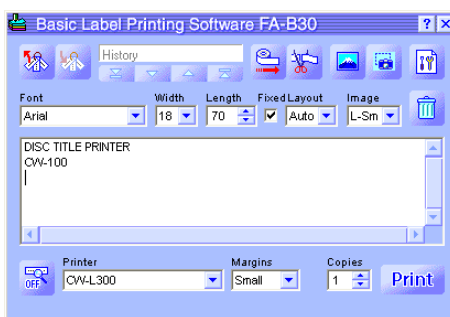 Basic Label Printing Software FA-B30
History
Font Width Length Fixed Layout Image
Arial 18 70 Auto L-Sm
DISC TITLE PRINTER
CW-100
Printer Margins Copies
OFF CW-L300 Small 1 Print